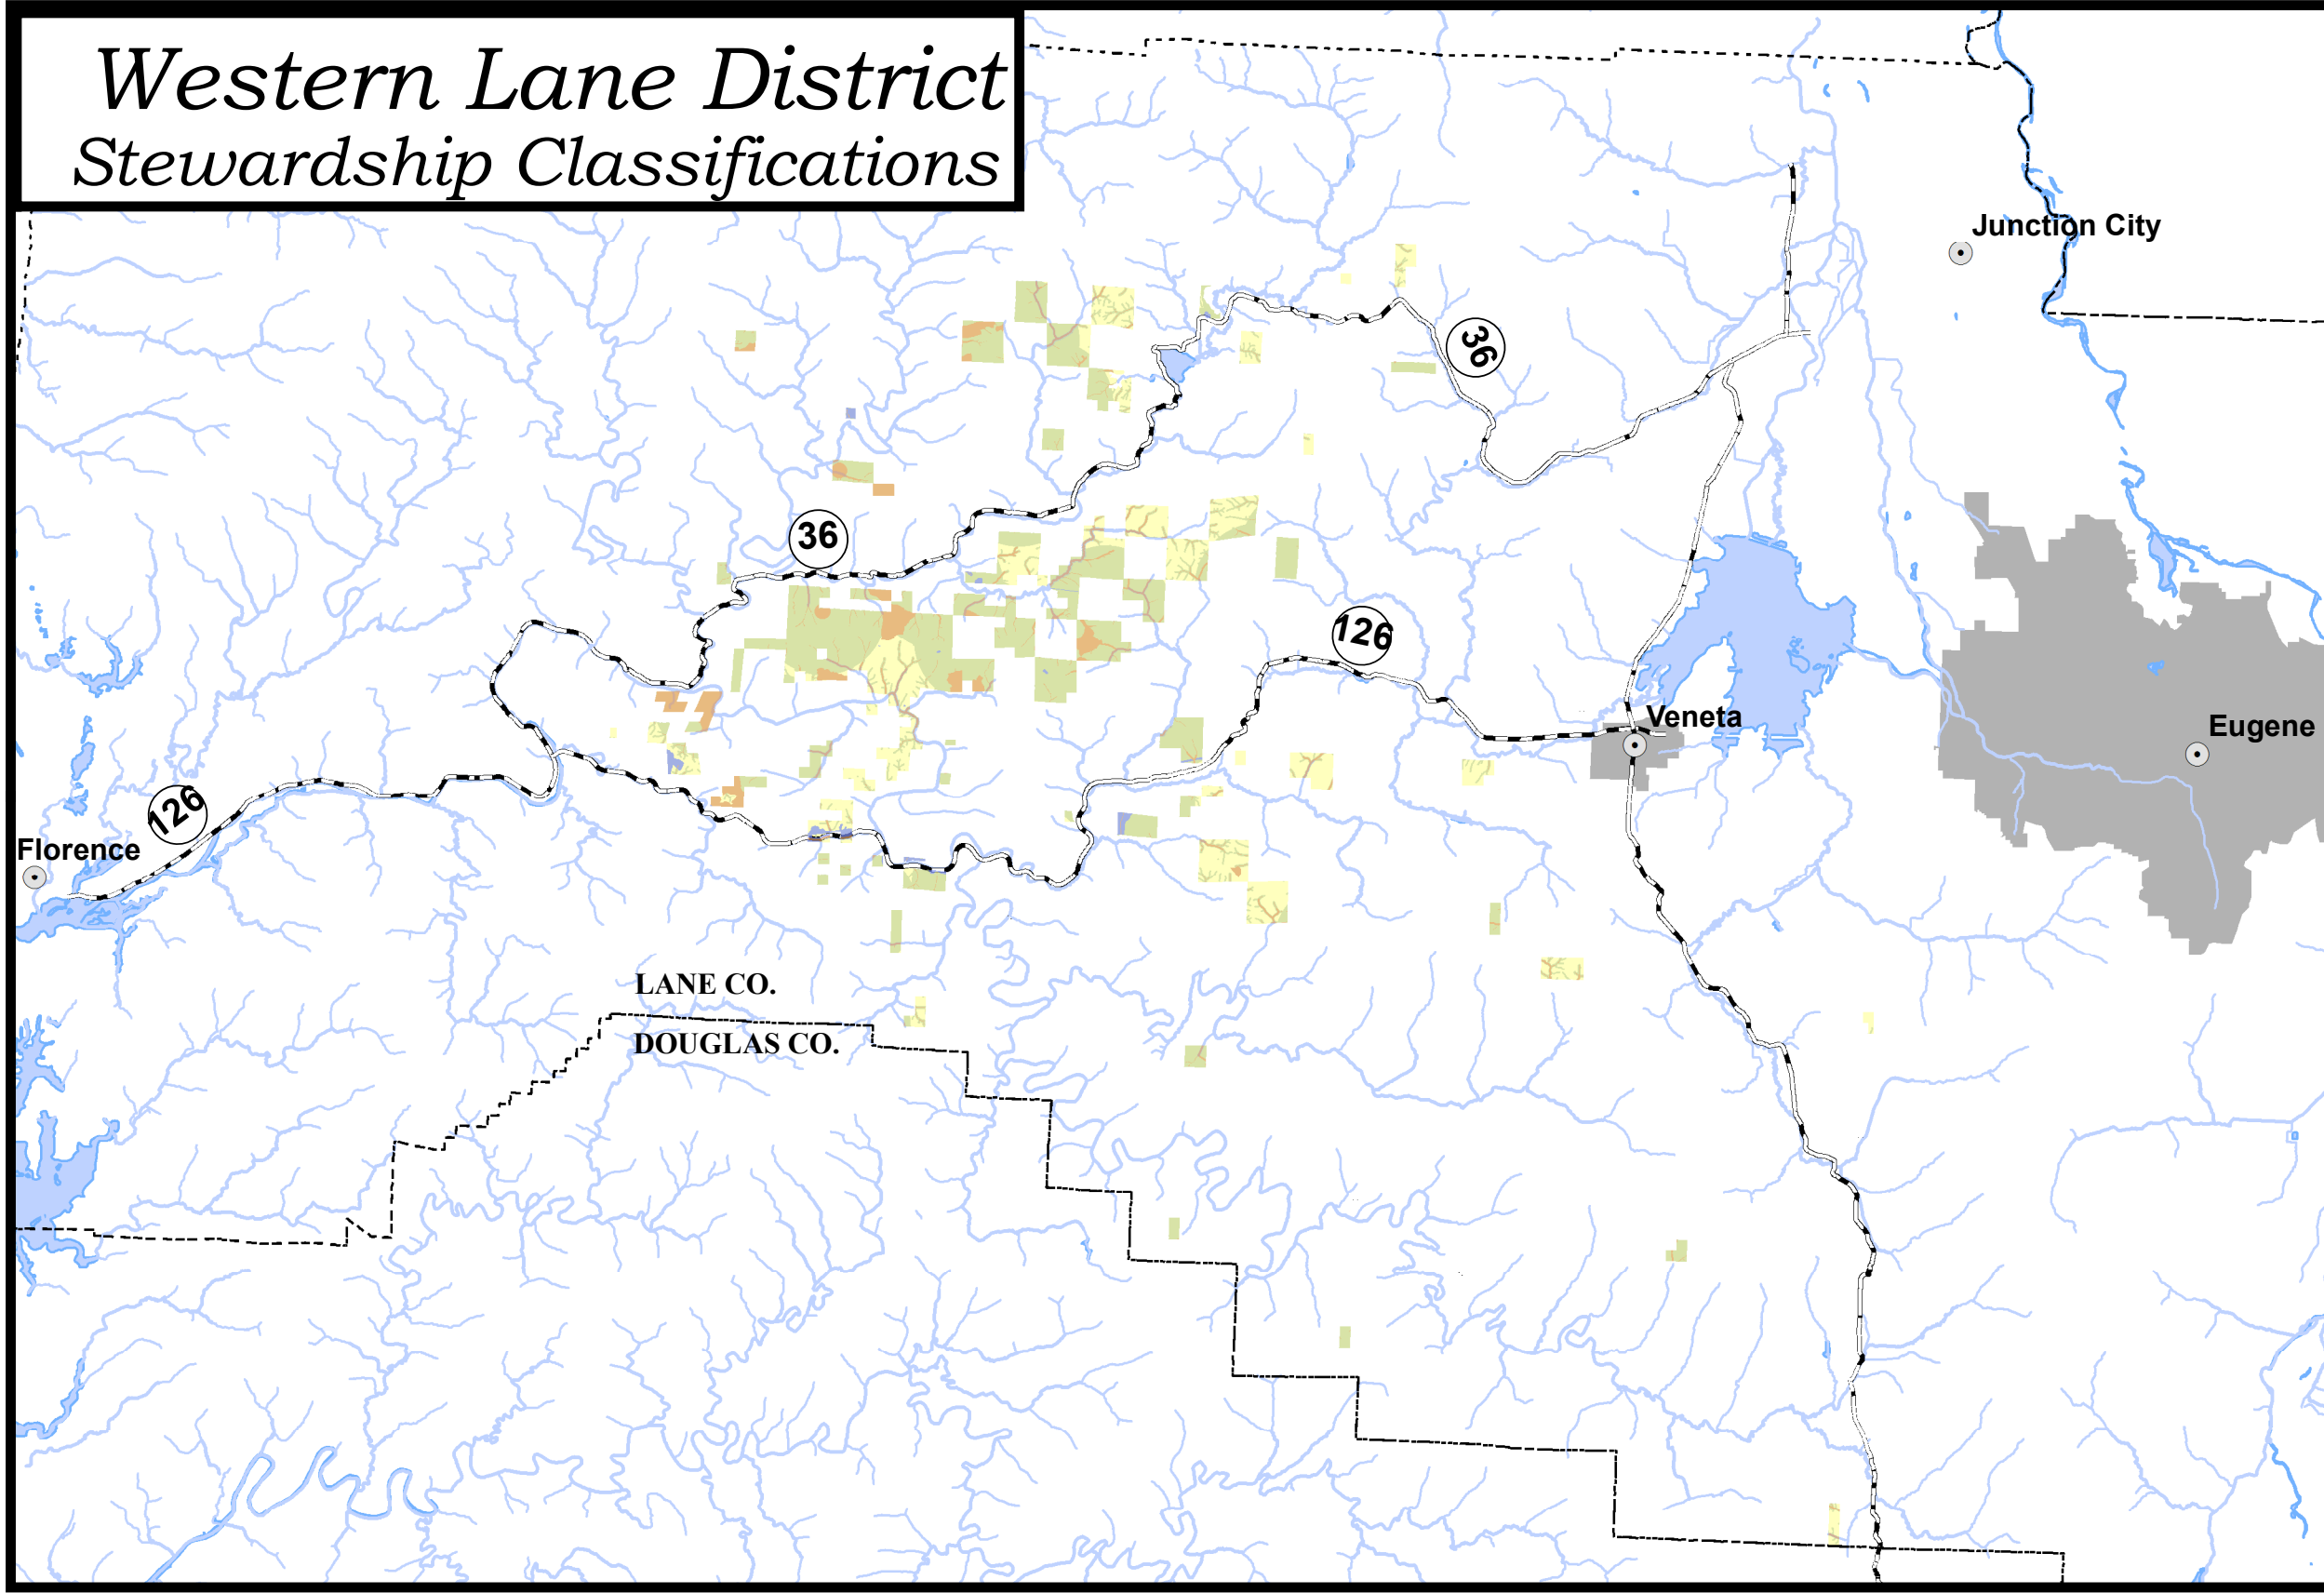 Western Lane District
Stewardship Classifications
Junction City
36
36
126
Veneta
Eugene
126
Florence
LANE CO.
DOUGLAS CO.